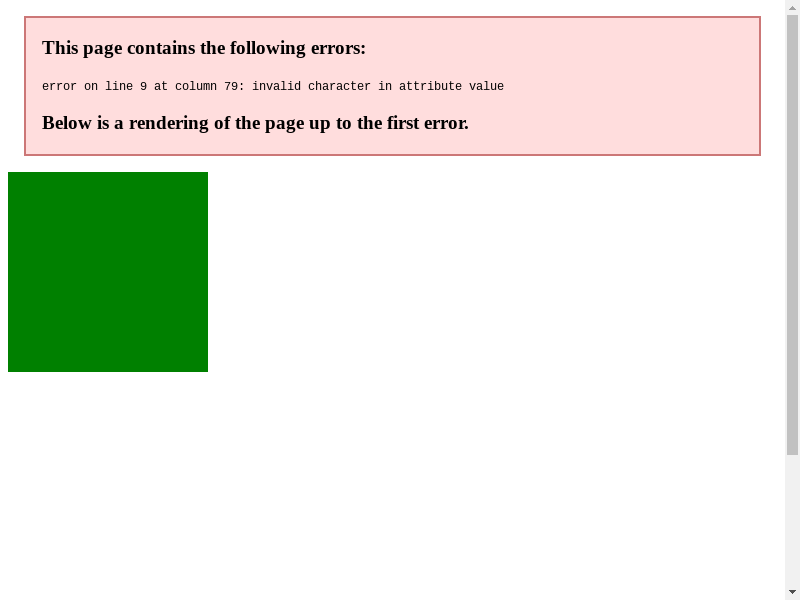 This page contains the following errors:
error on line 9 at column 79: invalid character in attribute value
Below is a rendering of the page up to the first error.